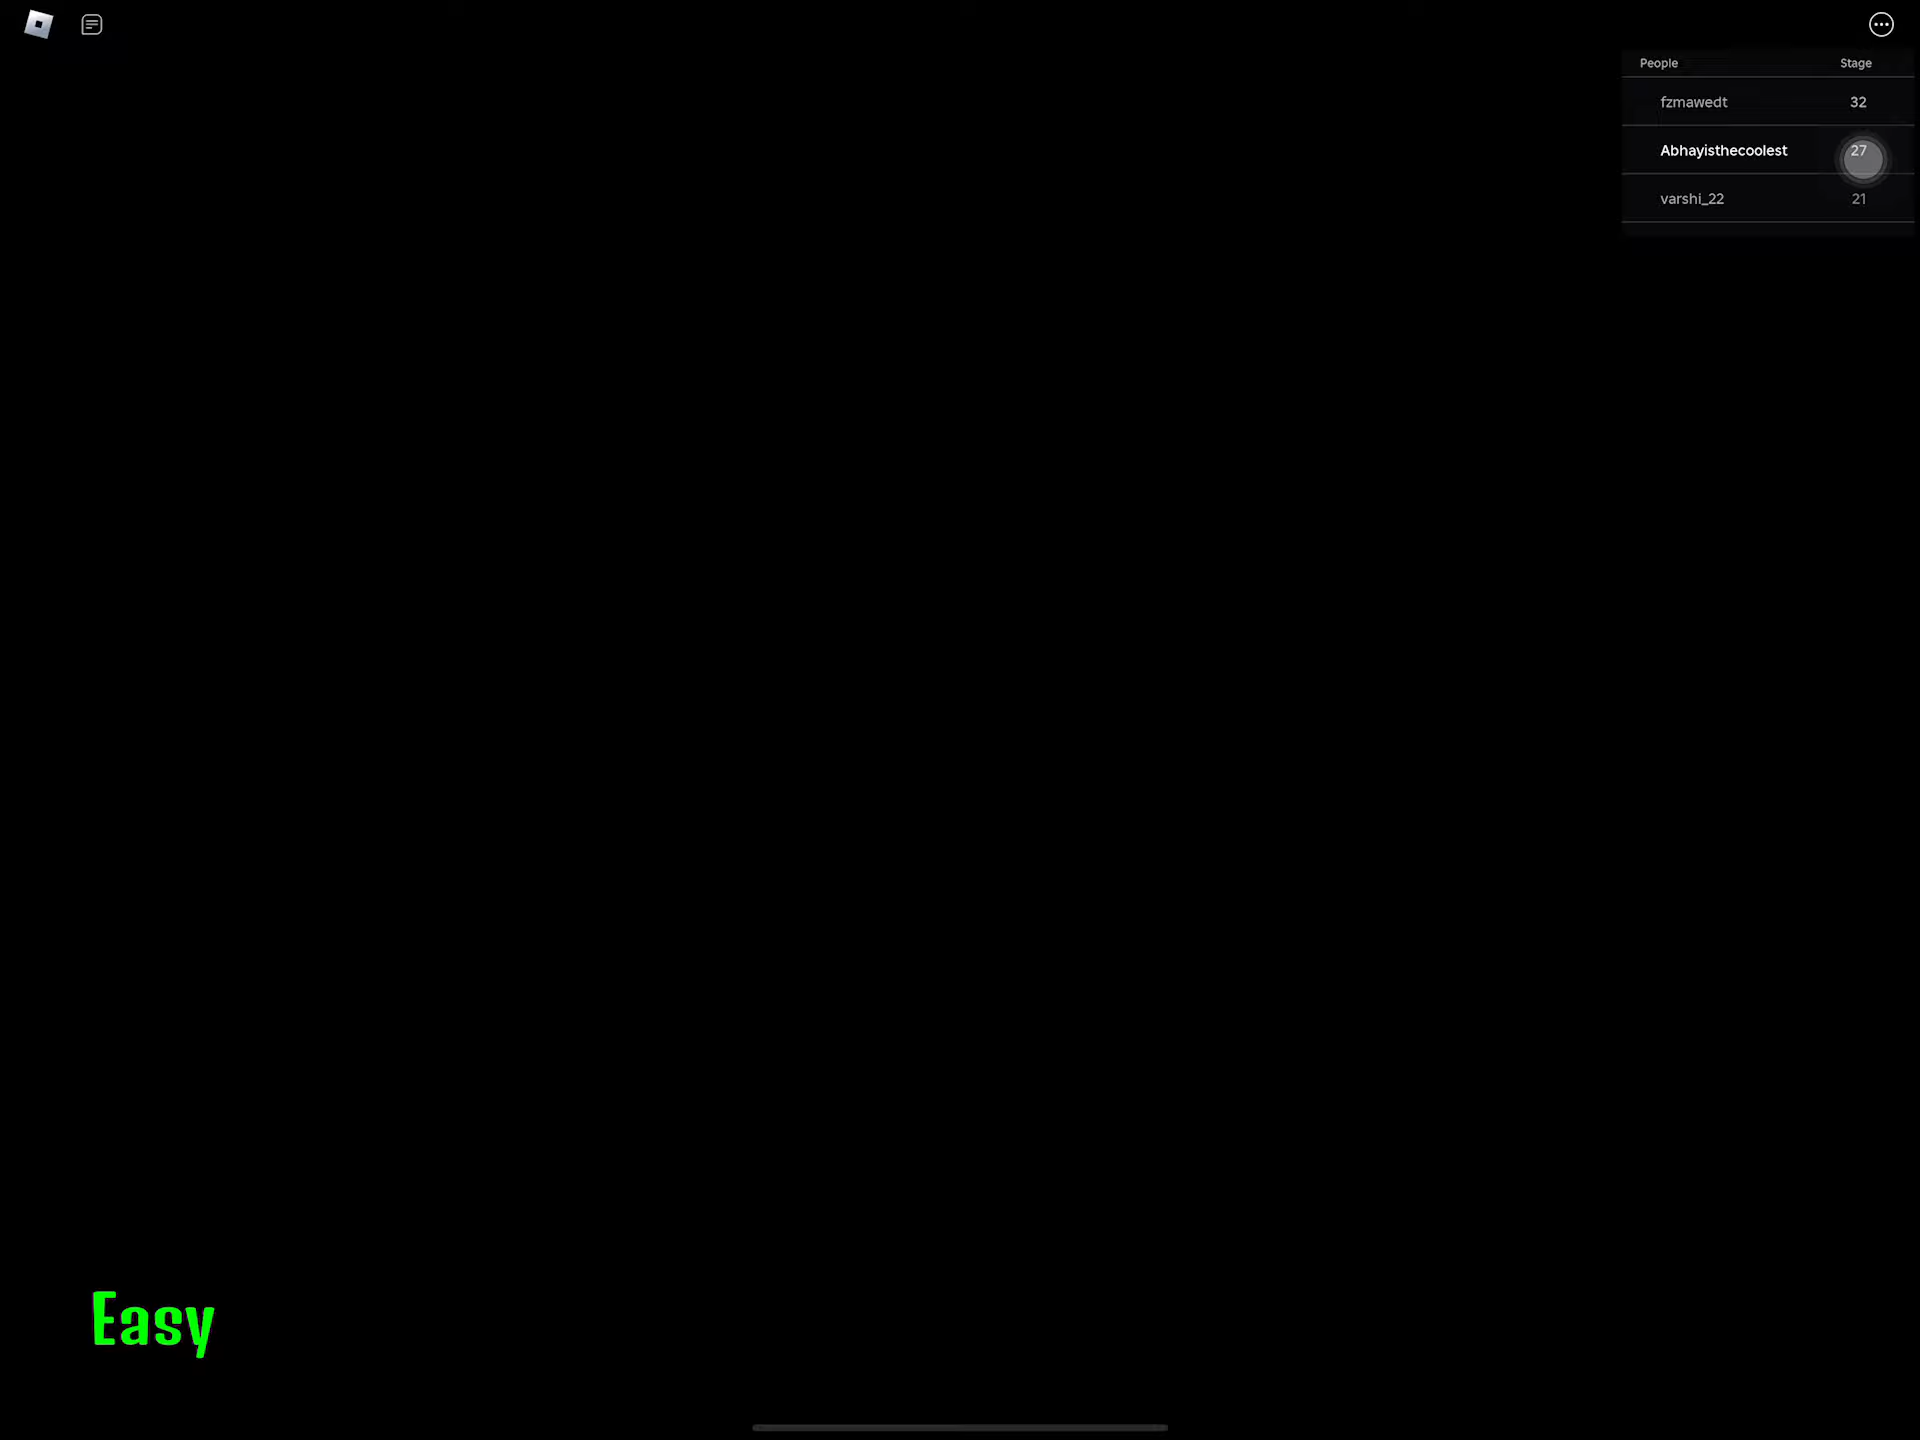 People Stage
fzmawedt 32
Abhayisthecoolest 27
varshi_22 21
Easy